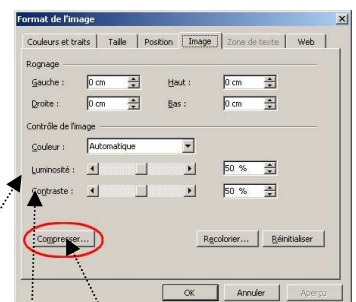 Format de l'image
Couleurs et traits Taille Position Image Zone de texte Web
Rognage
Gauche : 0 cm Haut : 0 cm
Droite : 0 cm Bas : 0 cm
Contrôle de l'image
Couleur : Automatique
Luminosité : 50 %
Contraste : 50 %
Compresser... Recolorier... Réinitialiser
OK Annuler Aperçu